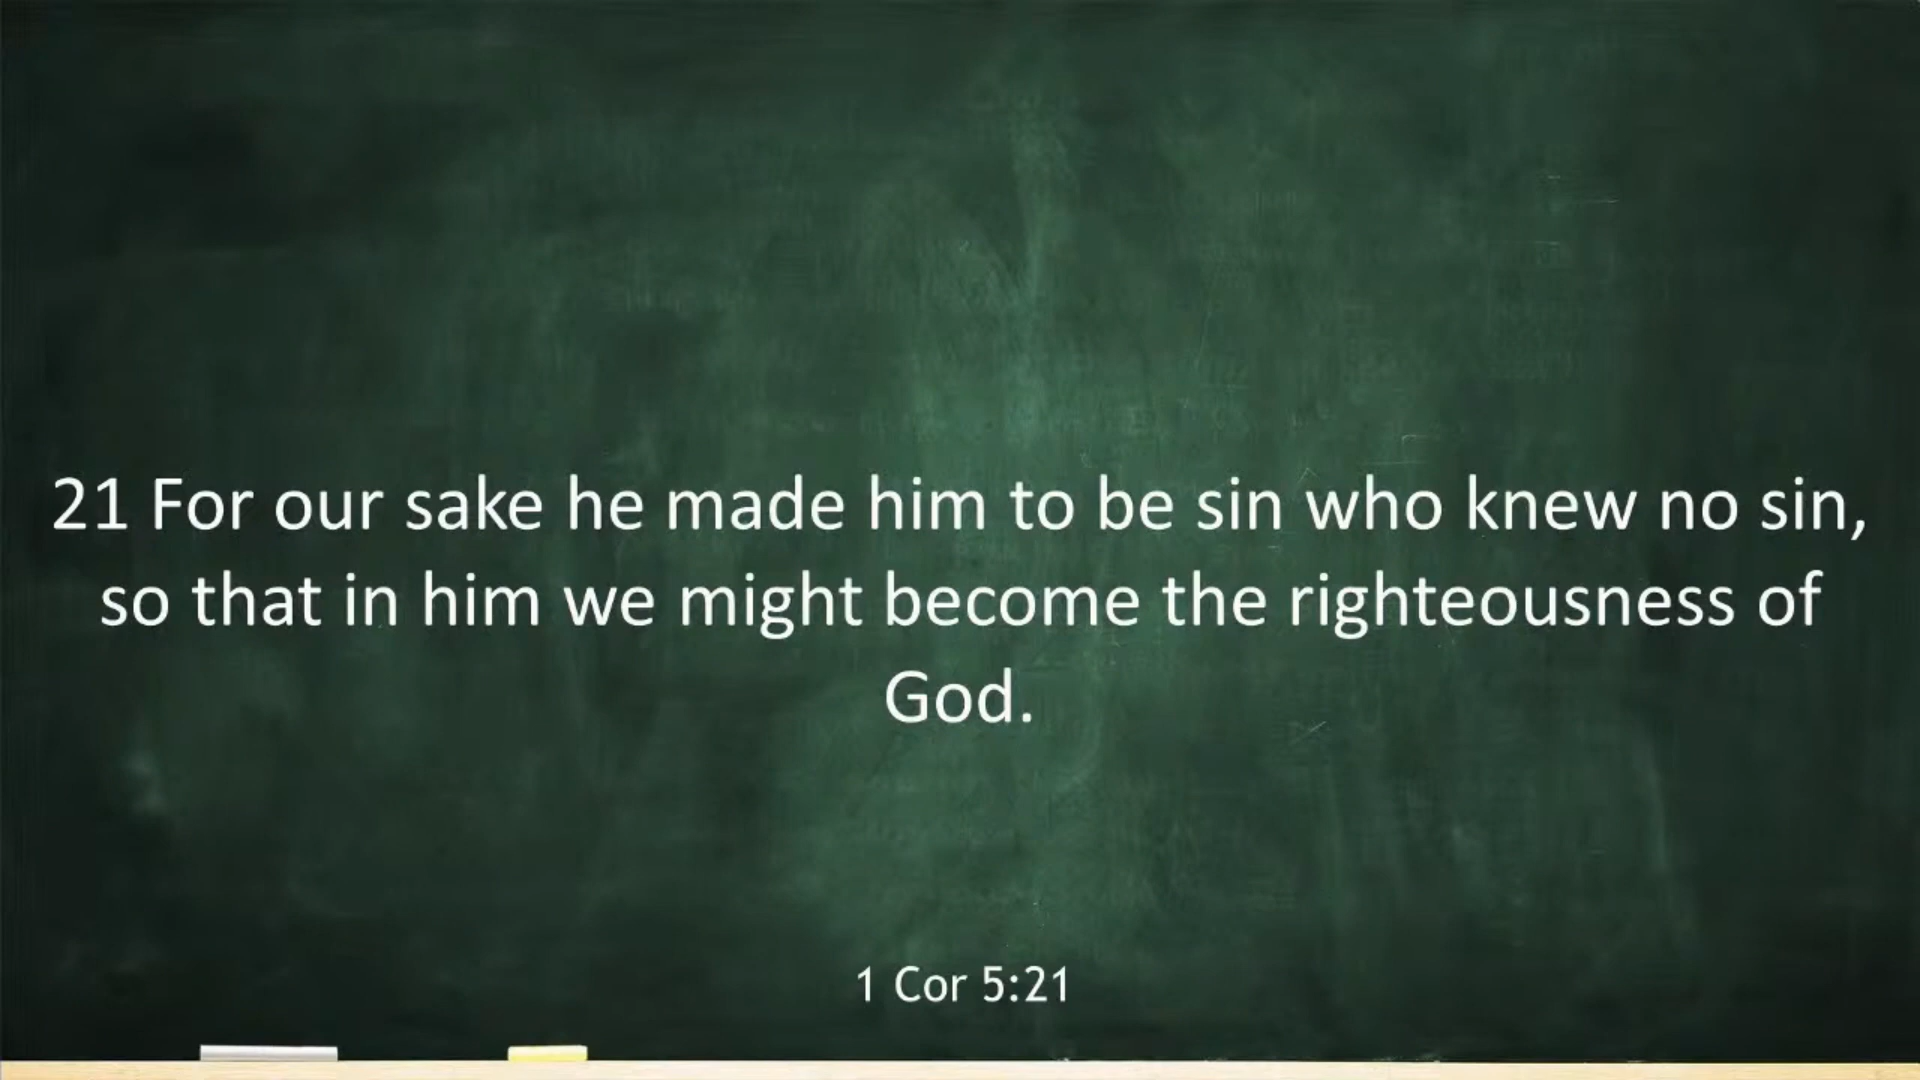 21 For our sake he made him to be sin who knew no sin,
so that in him we might become the righteousness of
God.
1 Cor 5:21